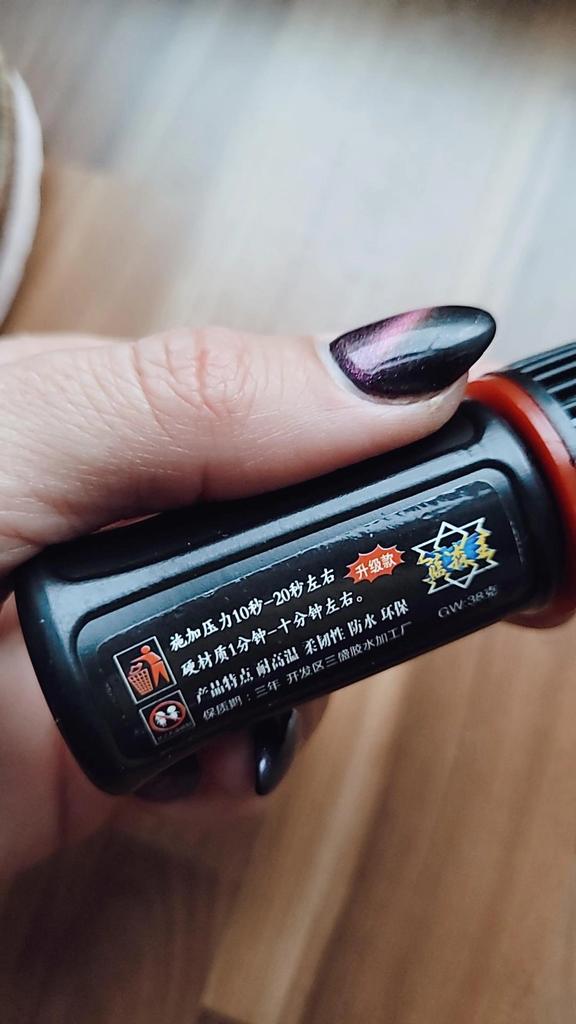 升级款
施加压力10秒-20秒左右
硬材质1分钟-十分钟左右。
产品特点 耐高温 柔韧性 防水 环保
保质期：三年 开发区三盛胶水加工厂
GW:38克